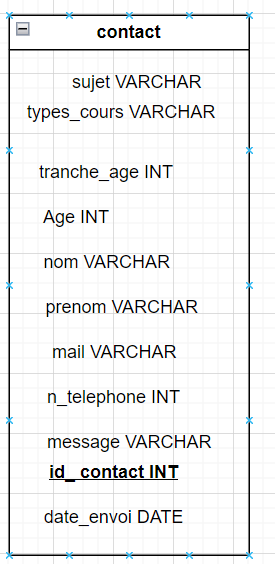 contact
sujet VARCHAR
types_cours VARCHAR
tranche_age INT
Age INT
nom VARCHAR
prenom VARCHAR
mail VARCHAR
n_telephone INT
message VARCHAR
id_ contact INT
date_envoi DATE